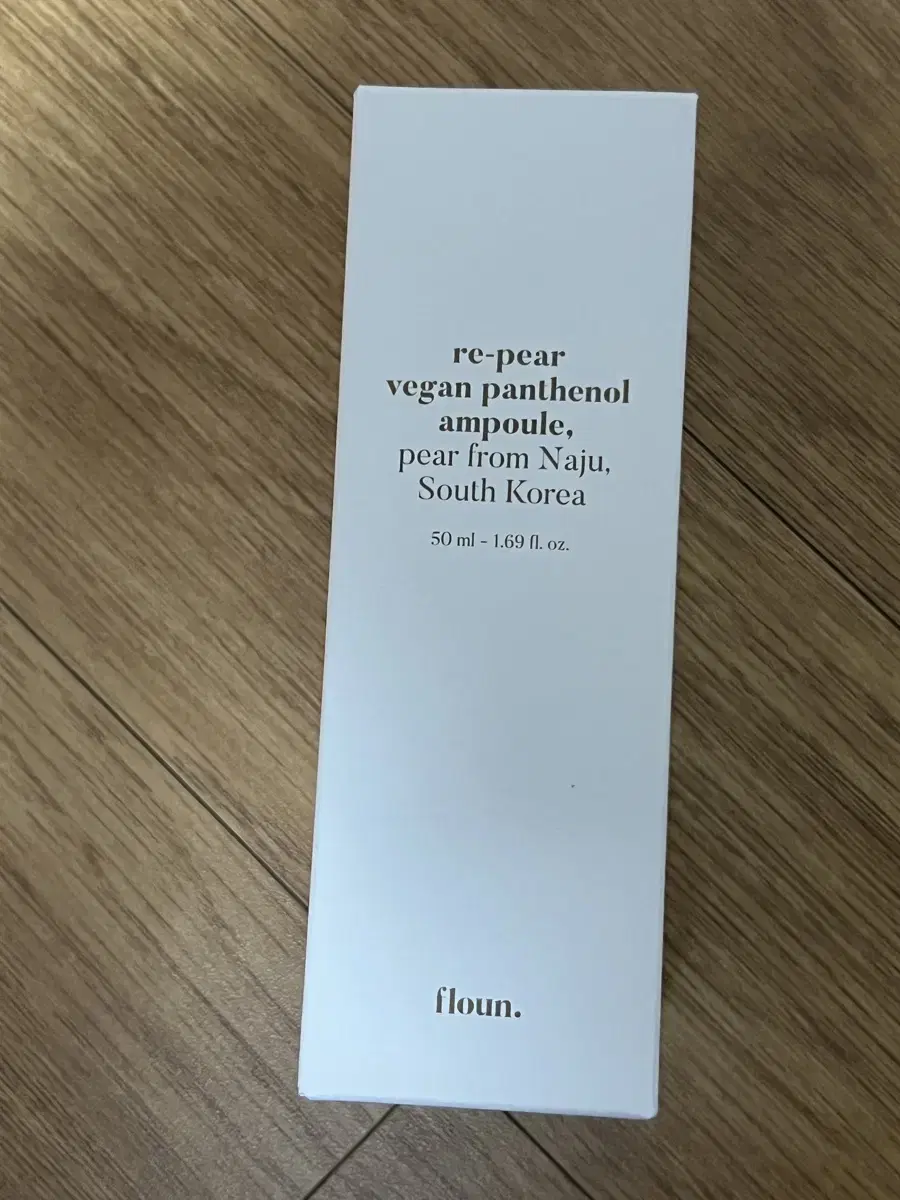 re-pear
vegan panthenol
ampoule,
pear from Naju,
South Korea
50 ml - 1.69 fl. oz.
floun.